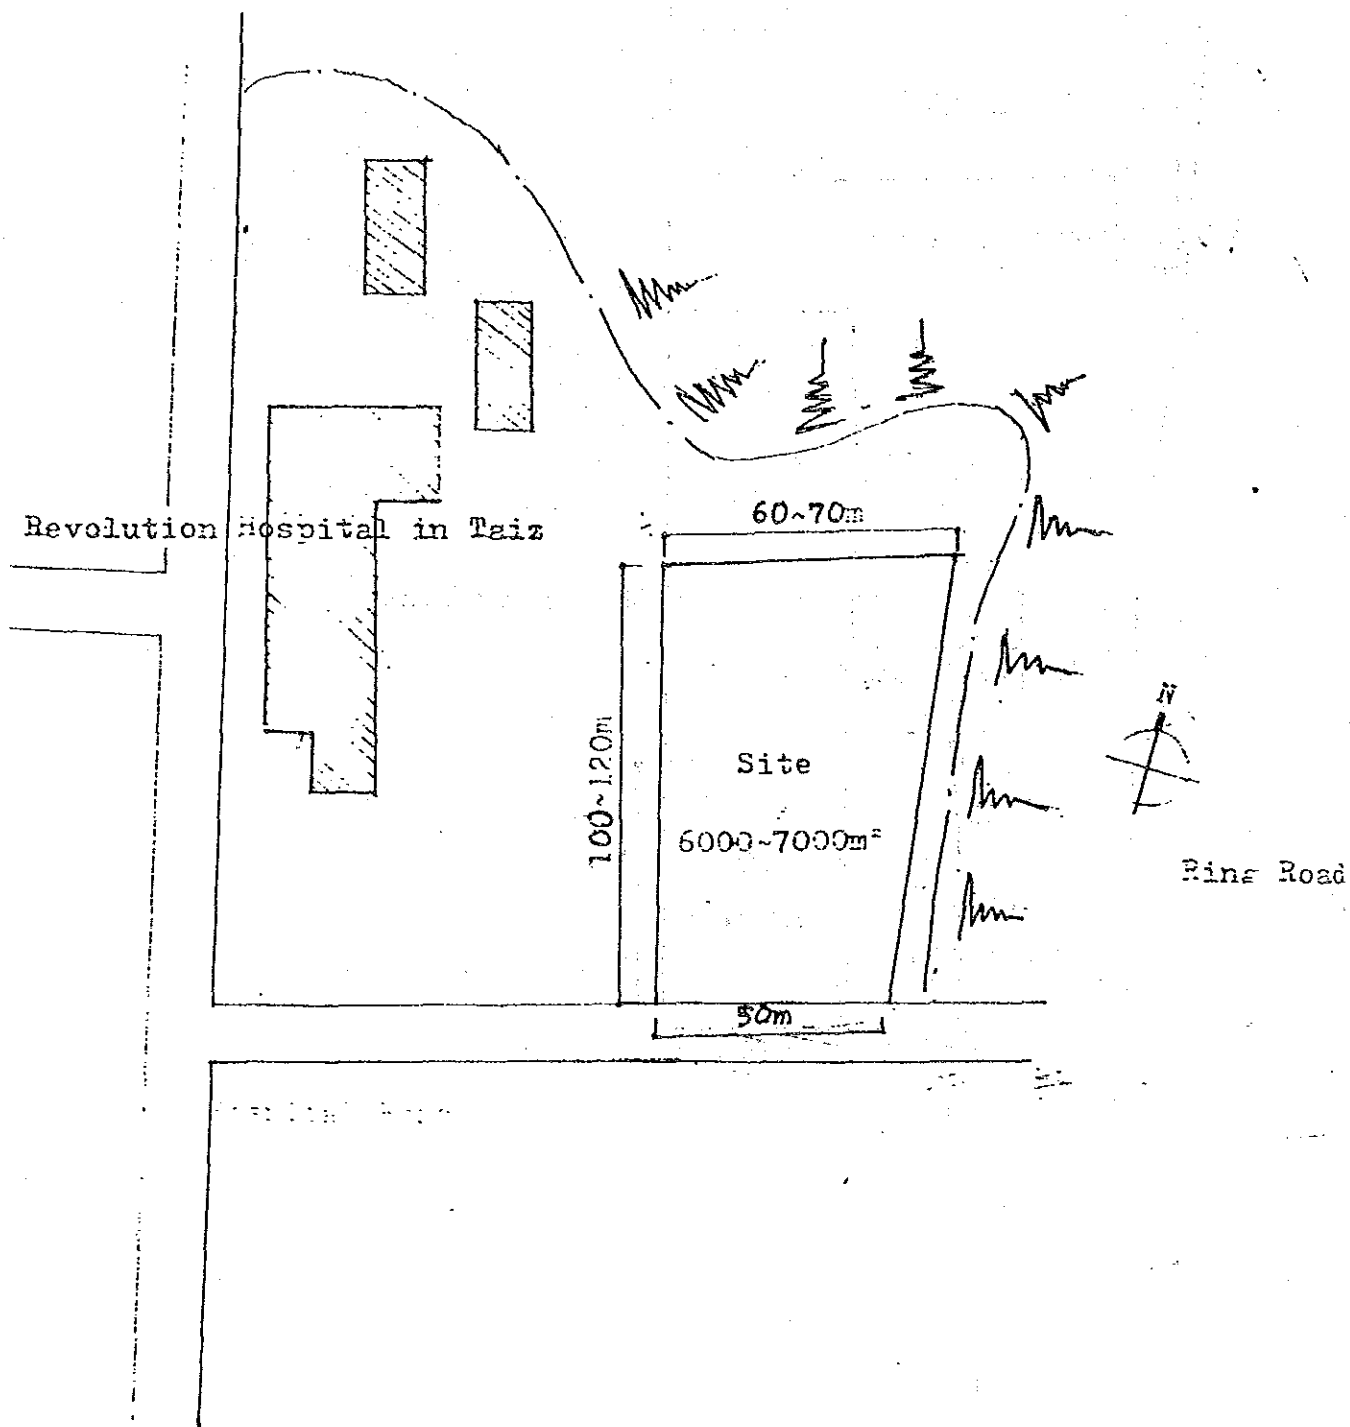 60~70m
Revolution Hospital in Taiz
N
100~120m
Site
6000~7000m²
Ring Road
50m